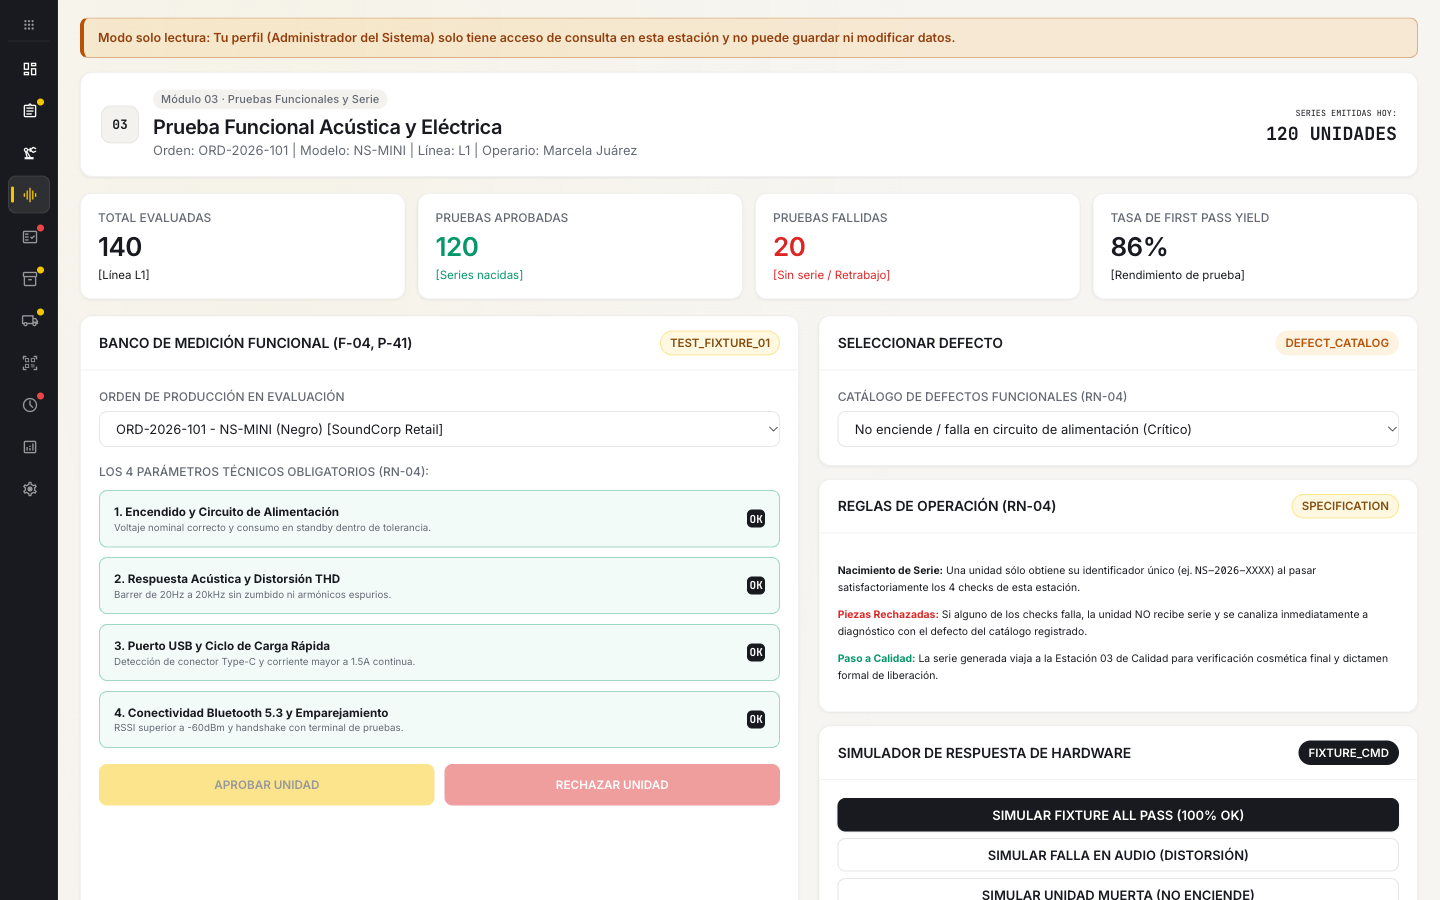 Modo solo lectura: Tu perfil (Administrador del Sistema) solo tiene acceso de consulta en esta estación y no puede guardar ni modificar datos.
03
Módulo 03 · Pruebas Funcionales y Serie
Prueba Funcional Acústica y Eléctrica
Orden: ORD-2026-101 | Modelo: NS-MINI | Línea: L1 | Operario: Marcela Juárez
SERIES EMITIDAS HOY:
120 UNIDADES
TOTAL EVALUADAS
140
[Línea L1]
PRUEBAS APROBADAS
120
[Series nacidas]
PRUEBAS FALLIDAS
20
[Sin serie / Retrabajo]
TASA DE FIRST PASS YIELD
86%
[Rendimiento de prueba]
BANCO DE MEDICIÓN FUNCIONAL (F-04, P-41)
TEST_FIXTURE_01
ORDEN DE PRODUCCIÓN EN EVALUACIÓN
ORD-2026-101 - NS-MINI (Negro) [SoundCorp Retail]
LOS 4 PARÁMETROS TÉCNICOS OBLIGATORIOS (RN-04):
1. Encendido y Circuito de Alimentación
Voltaje nominal correcto y consumo en standby dentro de tolerancia.
OK
2. Respuesta Acústica y Distorsión THD
Barrer de 20Hz a 20kHz sin zumbido ni armónicos espurios.
OK
3. Puerto USB y Ciclo de Carga Rápida
Detección de conector Type-C y corriente mayor a 1.5A continua.
OK
4. Conectividad Bluetooth 5.3 y Emparejamiento
RSSI superior a -60dBm y handshake con terminal de pruebas.
OK
APROBAR UNIDAD
RECHAZAR UNIDAD
SELECCIONAR DEFECTO
DEFECT_CATALOG
CATÁLOGO DE DEFECTOS FUNCIONALES (RN-04)
No enciende / falla en circuito de alimentación (Crítico)
REGLAS DE OPERACIÓN (RN-04)
SPECIFICATION
Nacimiento de Serie: Una unidad sólo obtiene su identificador único (ej. NS-2026-XXXX) al pasar
satisfactoriamente los 4 checks de esta estación.
Piezas Rechazadas: Si alguno de los checks falla, la unidad NO recibe serie y se canaliza inmediatamente a
diagnóstico con el defecto del catálogo registrado.
Paso a Calidad: La serie generada viaja a la Estación 03 de Calidad para verificación cosmética final y dictamen
formal de liberación.
SIMULADOR DE RESPUESTA DE HARDWARE
FIXTURE_CMD
SIMULAR FIXTURE ALL PASS (100% OK)
SIMULAR FALLA EN AUDIO (DISTORSIÓN)
SIMULAR UNIDAD MUERTA (NO ENCIENDE)